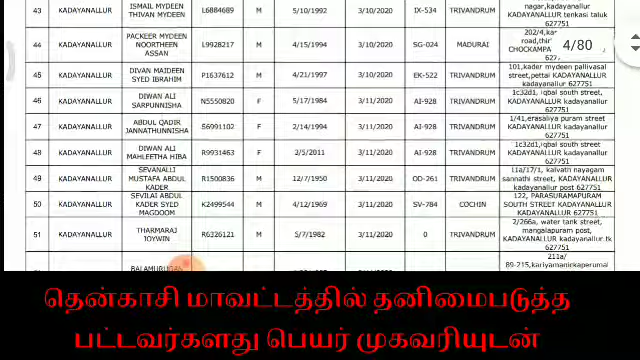 43 KADAYANALLUR ISMAIL MYDEEN THIVAN MYDEEN L6884689 M 5/10/1992 3/10/2020 IX-534 TRIVANDRUM nagar,kadayanallur KADAYANALLUR tenkasi taluk 627751
44 KADAYANALLUR PACKEER MYDEEN NOORTHEEN ASSAN L9928217 M 4/15/1994 3/10/2020 SG-024 MADURAI 202/4,kar road,thir CHOCKAMPA 627751
4/80
45 KADAYANALLUR DIVAN MAIDEEN SYED IBRAHIM P1637612 M 4/21/1997 3/10/2020 EK-522 TRIVANDRUM 101,kader mydeen pallivasal street,pettai KADAYANALLUR kadayanallur 627751
46 KADAYANALLUR DIWAN ALI SARPUNNISHA N5550820 F 5/17/1984 3/11/2020 AI-928 TRIVANDRUM 1c32d1, iqbal south street, KADAYANALLUR kadayanallur 627751
47 KADAYANALLUR ABDUL QADIR JANNATHUNNISHA S6991102 F 2/14/1994 3/11/2020 AI-928 TRIVANDRUM 1/41,erasaliya puram street KADAYANALLUR kadayanallur 627751
48 KADAYANALLUR DIWAN ALI MAHLEETHA HIBA R9931463 F 2/5/2011 3/11/2020 AI-928 TRIVANDRUM 1c32d1,iqbal south street KADAYANALLUR kadayanallur 627751
49 KADAYANALLUR SEVANALLI MUSTAFA ABDUL KADER R1500836 M 12/7/1950 3/11/2020 OD-261 TRIVANDRUM 11a/17/1, kalvath nayagam sannathi street, KADAYANALLUR kadayanallur post 627751
50 KADAYANALLUR SEVILAI ABDUL KADER SYED MAGDOOM K2499544 M 4/12/1969 3/11/2020 SV-784 COCHIN 122, PARASURAMAPURAM SOUTH STREET KADAYANALLUR KADAYANALLUR 627751
51 KADAYANALLUR THARMARAJ JOYWIN R6326121 M 5/7/1982 3/11/2020 0 TRIVANDRUM 2/266a, water tank street, mangalapuram post, KADAYANALLUR kadayanallur.tk 627751
BALAMURUGAN 211a/ 89-215,kariyamanickaperumal
தென்காசி மாவட்டத்தில் தனிமைபடுத்த
பட்டவர்களது பெயர் முகவரியுடன்